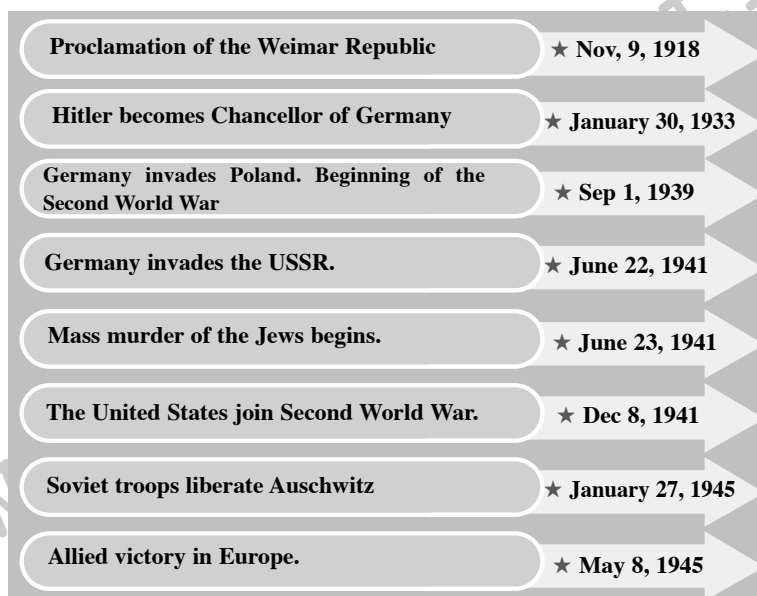 Proclamation of the Weimar Republic
★ Nov, 9, 1918
Hitler becomes Chancellor of Germany
★ January 30, 1933
Germany invades Poland. Beginning of the
Second World War
★ Sep 1, 1939
Germany invades the USSR.
★ June 22, 1941
Mass murder of the Jews begins.
★ June 23, 1941
The United States join Second World War.
★ Dec 8, 1941
Soviet troops liberate Auschwitz
★ January 27, 1945
Allied victory in Europe.
★ May 8, 1945